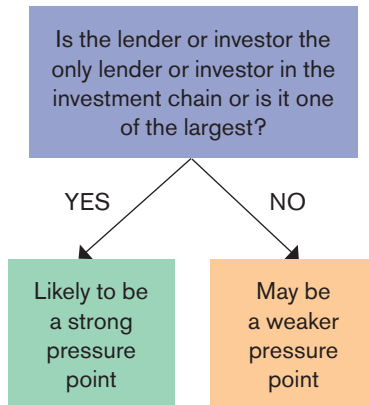 Is the lender or investor the
only lender or investor in the
investment chain or is it one
of the largest?
YES
NO
Likely to be
a strong
pressure
point
May be
a weaker
pressure
point